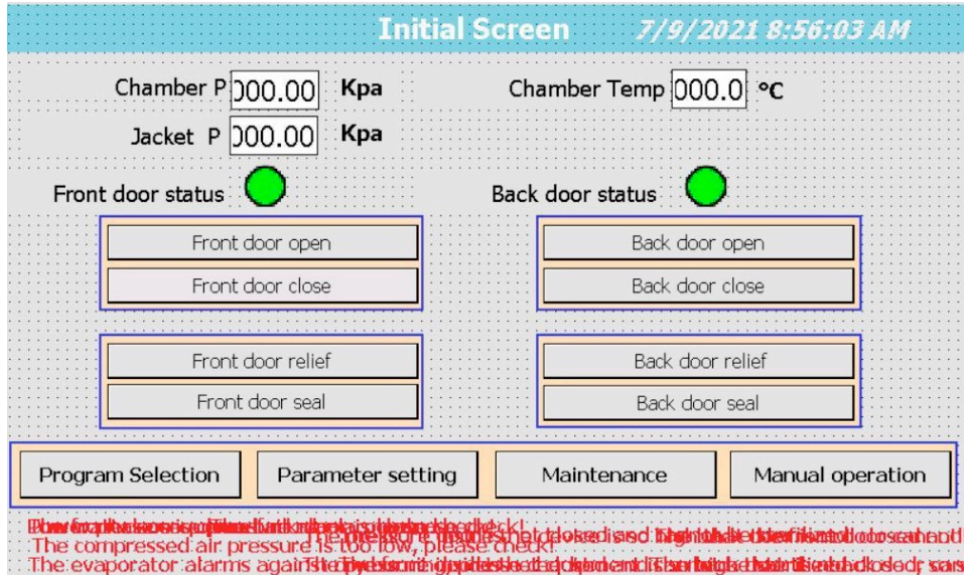 Initial Screen 7/9/2021 8:56:03 AM
Chamber P 000.00 Kpa Chamber Temp 000.0 °C
Jacket P 000.00 Kpa
Front door status Back door status
Front door open Back door open
Front door close Back door close
Front door relief Back door relief
Front door seal Back door seal
Program Selection Parameter setting Maintenance Manual operation
The compressed air pressure is too low, please check!
The evaporator alarms